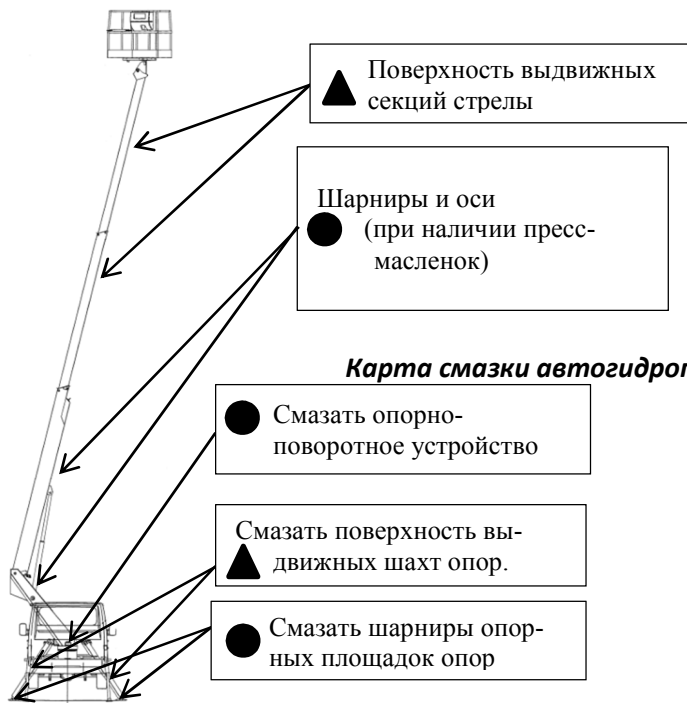 Поверхность выдвижных
секций стрелы
Шарниры и оси
(при наличии пресс-
масленок)
Карта смазки автогидроп
Смазать опорно-
поворотное устройство
Смазать поверхность вы-
движных шахт опор.
Смазать шарниры опор-
ных площадок опор